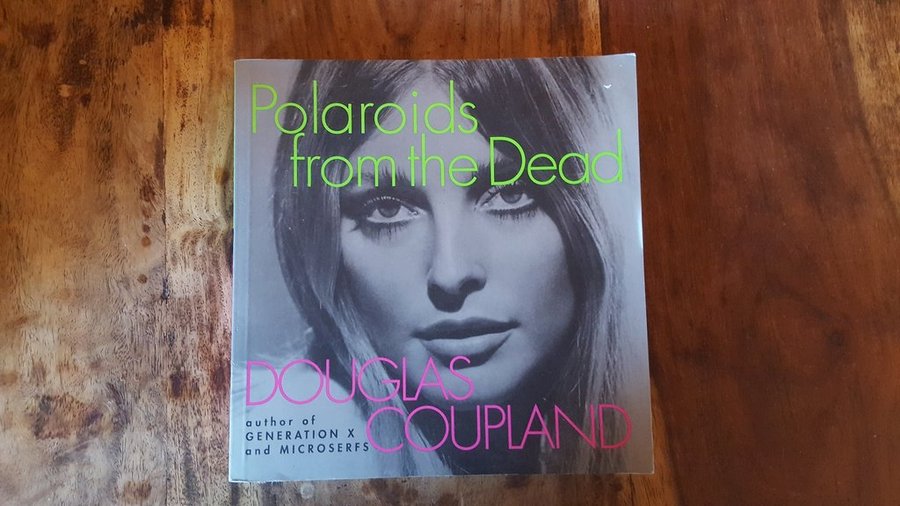 Polaroids
from the Dead
DOUGLAS
COUPLAND
author of
GENERATION X
and MICROSERFS